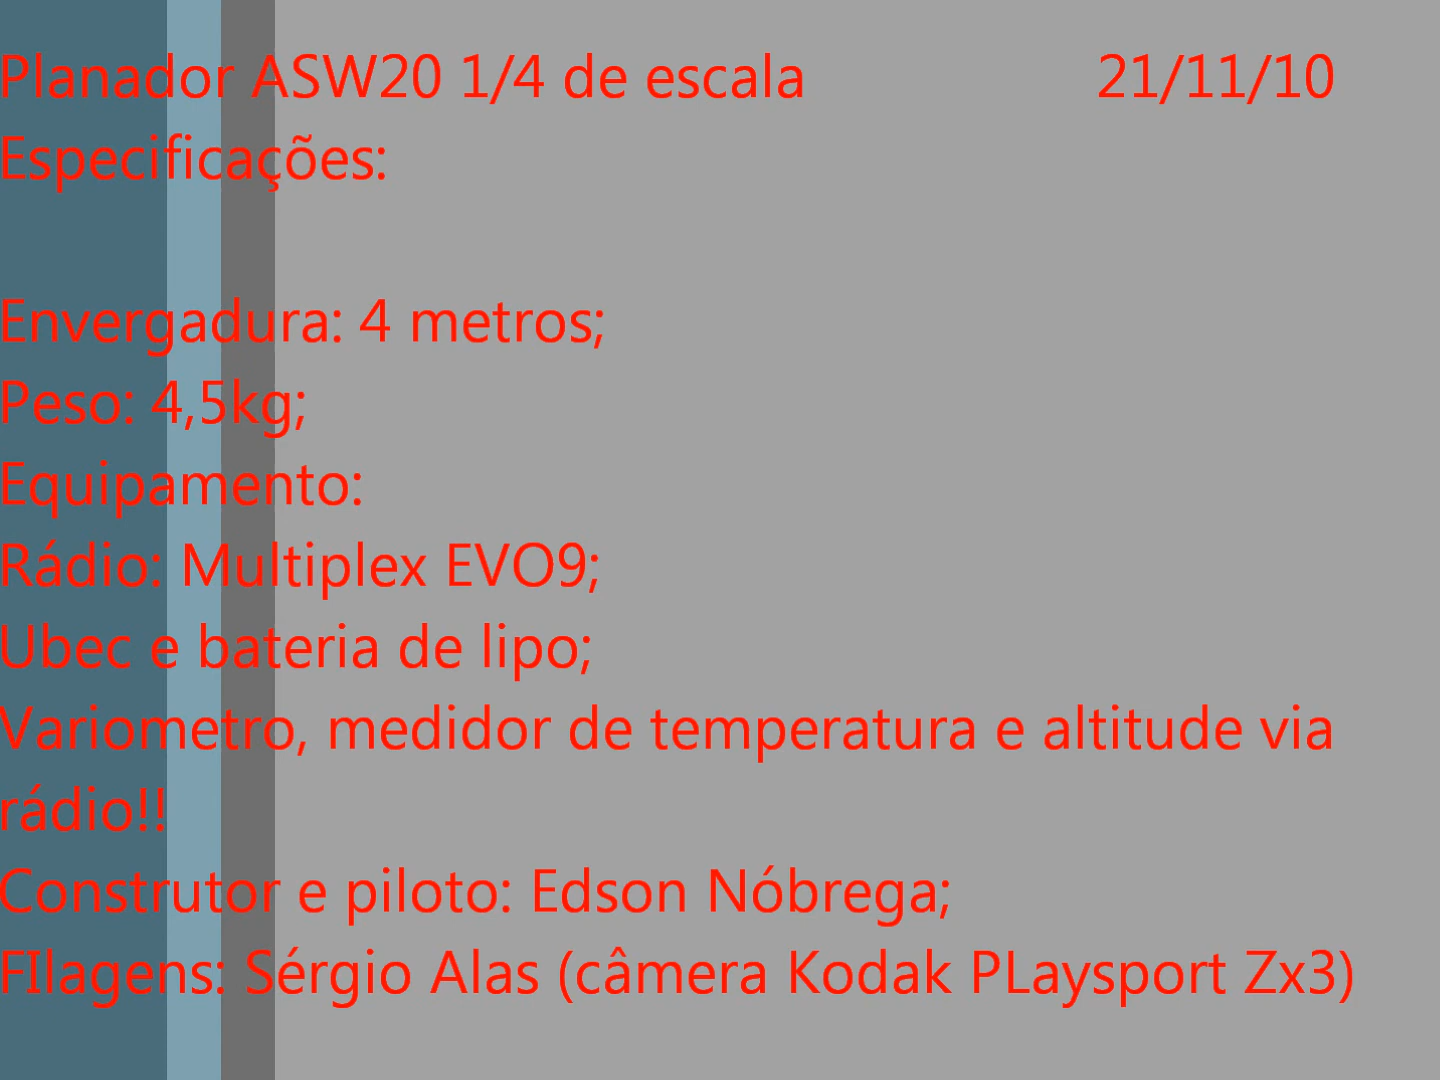 Planador ASW20 1/4 de escala 21/11/10
Especificações:
Envergadura: 4 metros;
Peso: 4,5kg;
Equipamento:
Rádio: Multiplex EVO9;
Ubec e bateria de lipo;
Variometro, medidor de temperatura e altitude via
rádio!!
Construtor e piloto: Edson Nóbrega;
FIlagens: Sérgio Alas (câmera Kodak PLaysport Zx3)